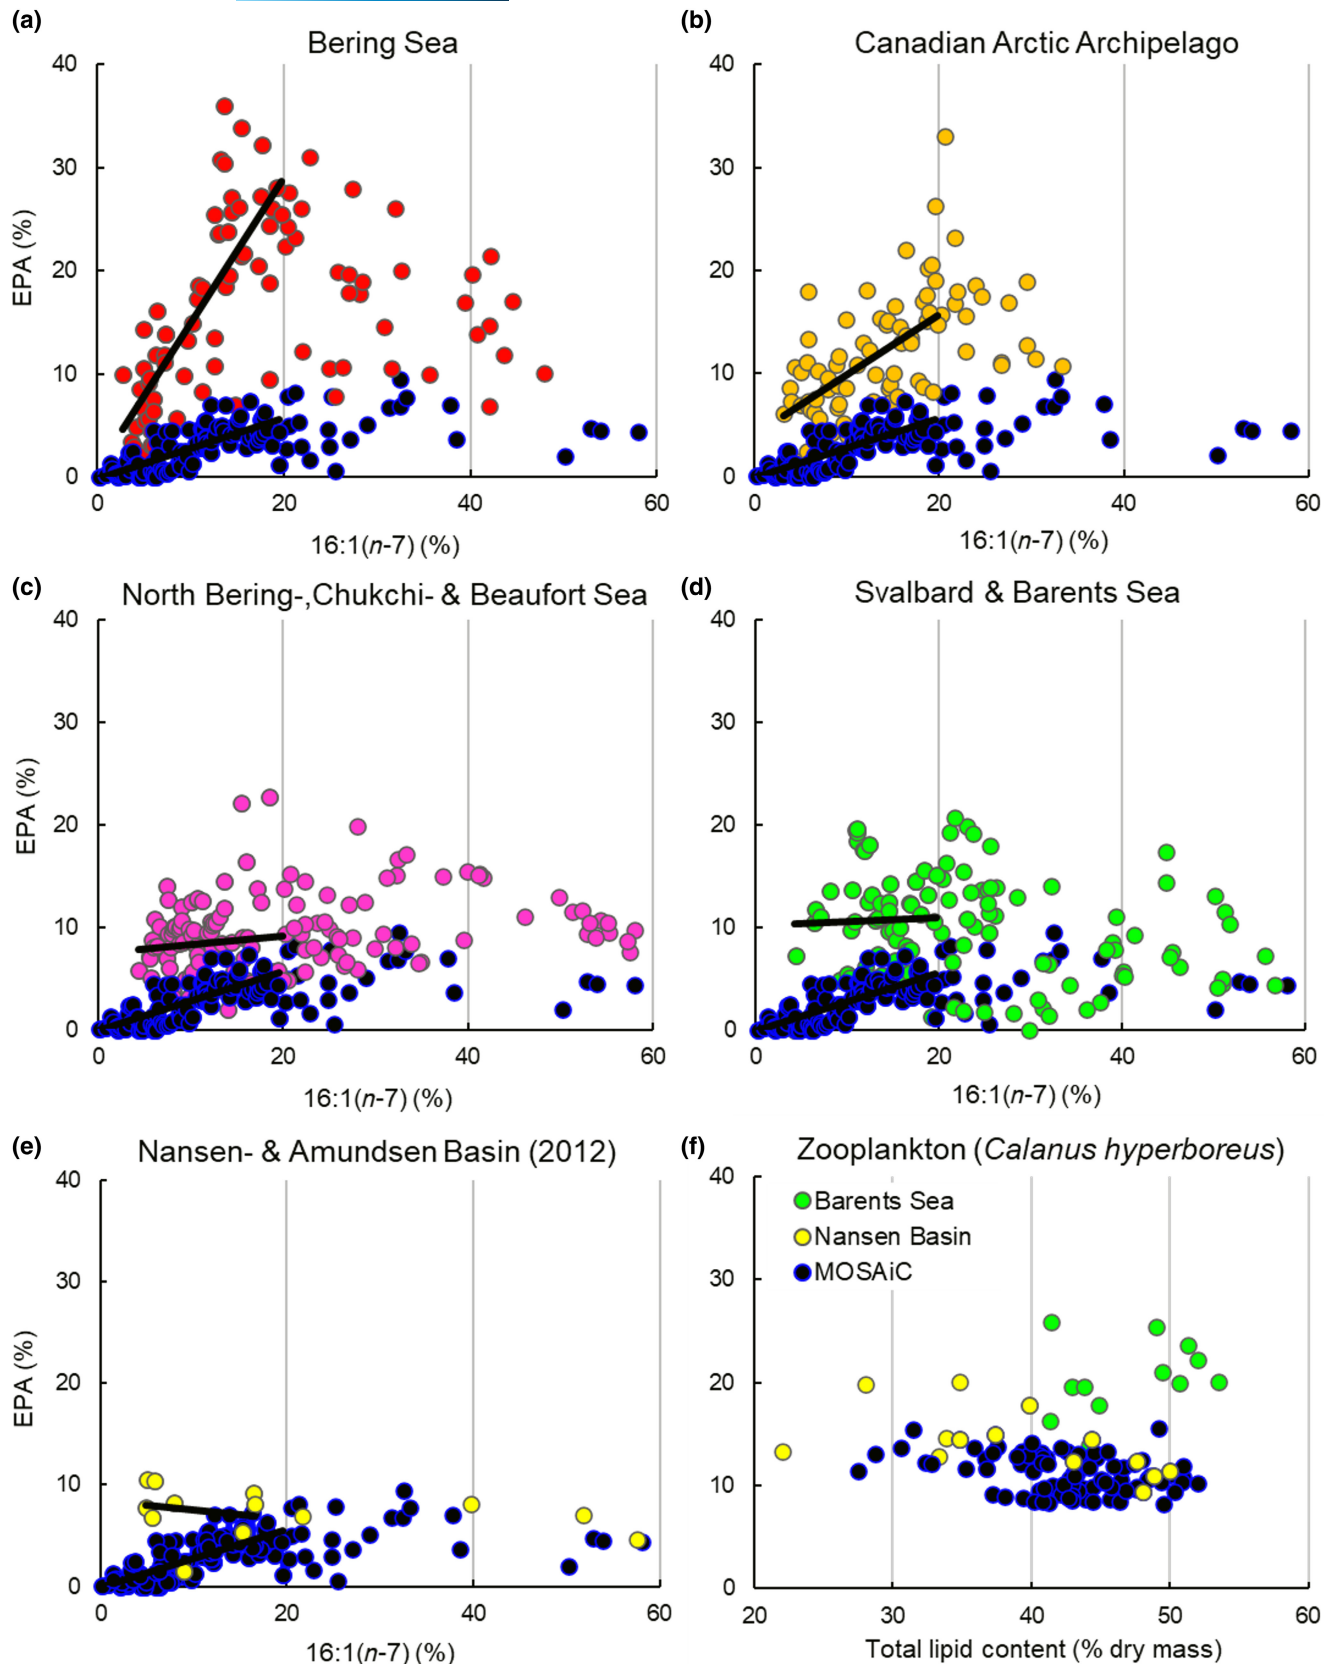 (a)
Bering Sea
40
30
20
10
0
EPA (%)
0 20 40 60
16:1(n-7) (%)
(b)
Canadian Arctic Archipelago
40
30
20
10
0
0 20 40 60
16:1(n-7) (%)
(c)
North Bering-,Chukchi- & Beaufort Sea
40
30
20
10
0
EPA (%)
0 20 40 60
16:1(n-7) (%)
(d)
Svalbard & Barents Sea
40
30
20
10
0
0 20 40 60
16:1(n-7) (%)
(e)
Nansen- & Amundsen Basin (2012)
40
30
20
10
0
EPA (%)
0 20 40 60
16:1(n-7) (%)
(f)
Zooplankton (Calanus hyperboreus)
40
30
20
10
0
Barents Sea
Nansen Basin
MOSAiC
20 30 40 50 60
Total lipid content (% dry mass)